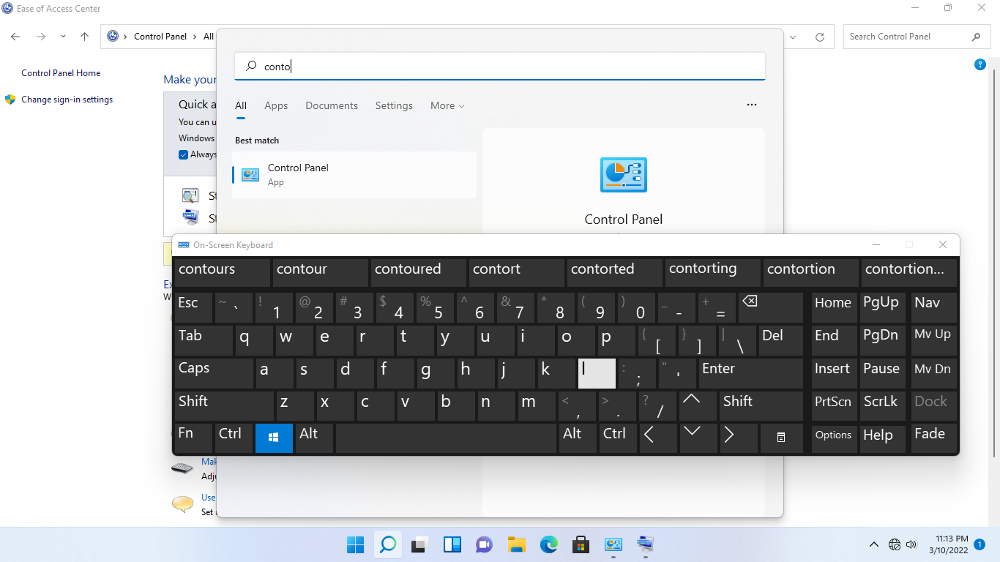 Ease of Access Center
Control Panel
All
Search Control Panel
conto
Control Panel Home
Change sign-in settings
Make your
Quick a
You can u
Windows
Always
All Apps Documents Settings More
Best match
Control Panel
App
Control Panel
On-Screen Keyboard
contours contour contoured contort contorted contorting contortion contortion...
Esc ~ ` ! 1 @ 2 # 3 $ 4 % 5 ^ 6 & 7 * 8 ( 9 ) 0 _ - + = Home PgUp Nav
Tab q w e r t y u i o p { [ } ] | \ Del End PgDn Mv Up
Caps a s d f g h j k l : ; " ' Enter Insert Pause Mv Dn
Shift z x c v b n m < , > . ? / Shift PrtScn ScrLk Dock
Fn Ctrl Alt Alt Ctrl Options Help Fade
Mak
Adju
Use
Set
11:13 PM
3/10/2022
1